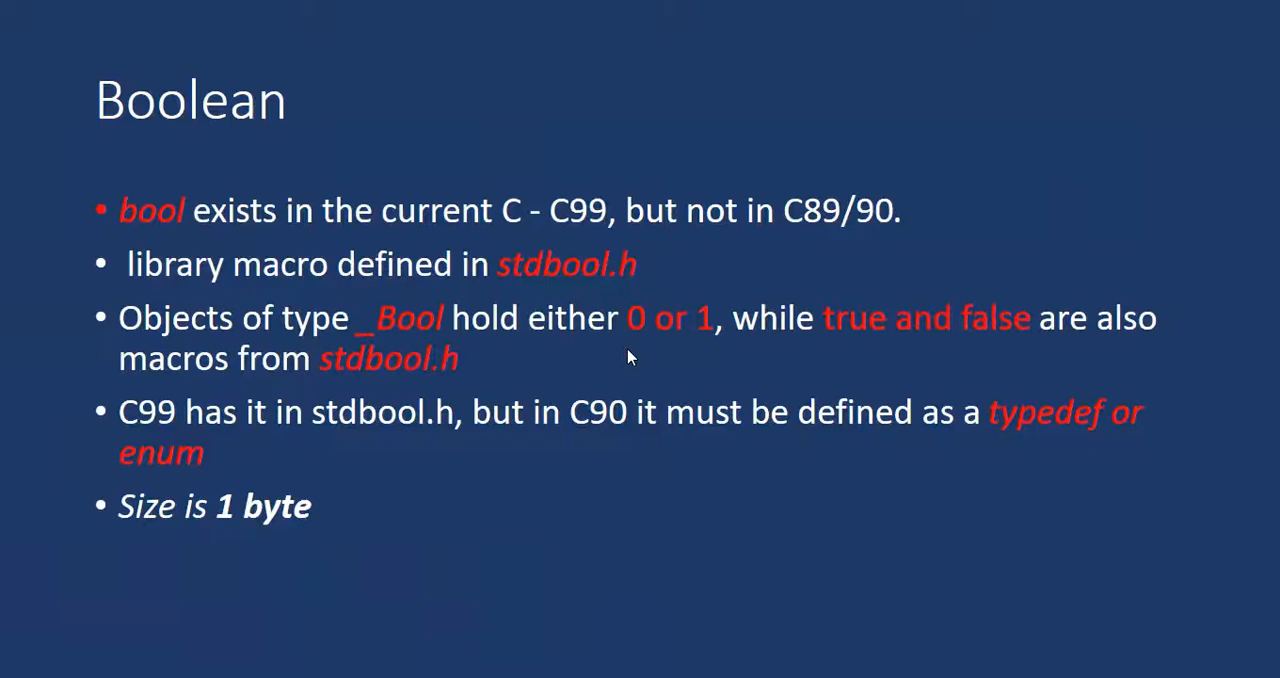 Boolean
• bool exists in the current C - C99, but not in C89/90.
• library macro defined in stdbool.h
• Objects of type _Bool hold either 0 or 1, while true and false are also
macros from stdbool.h
• C99 has it in stdbool.h, but in C90 it must be defined as a typedef or
enum
• Size is 1 byte